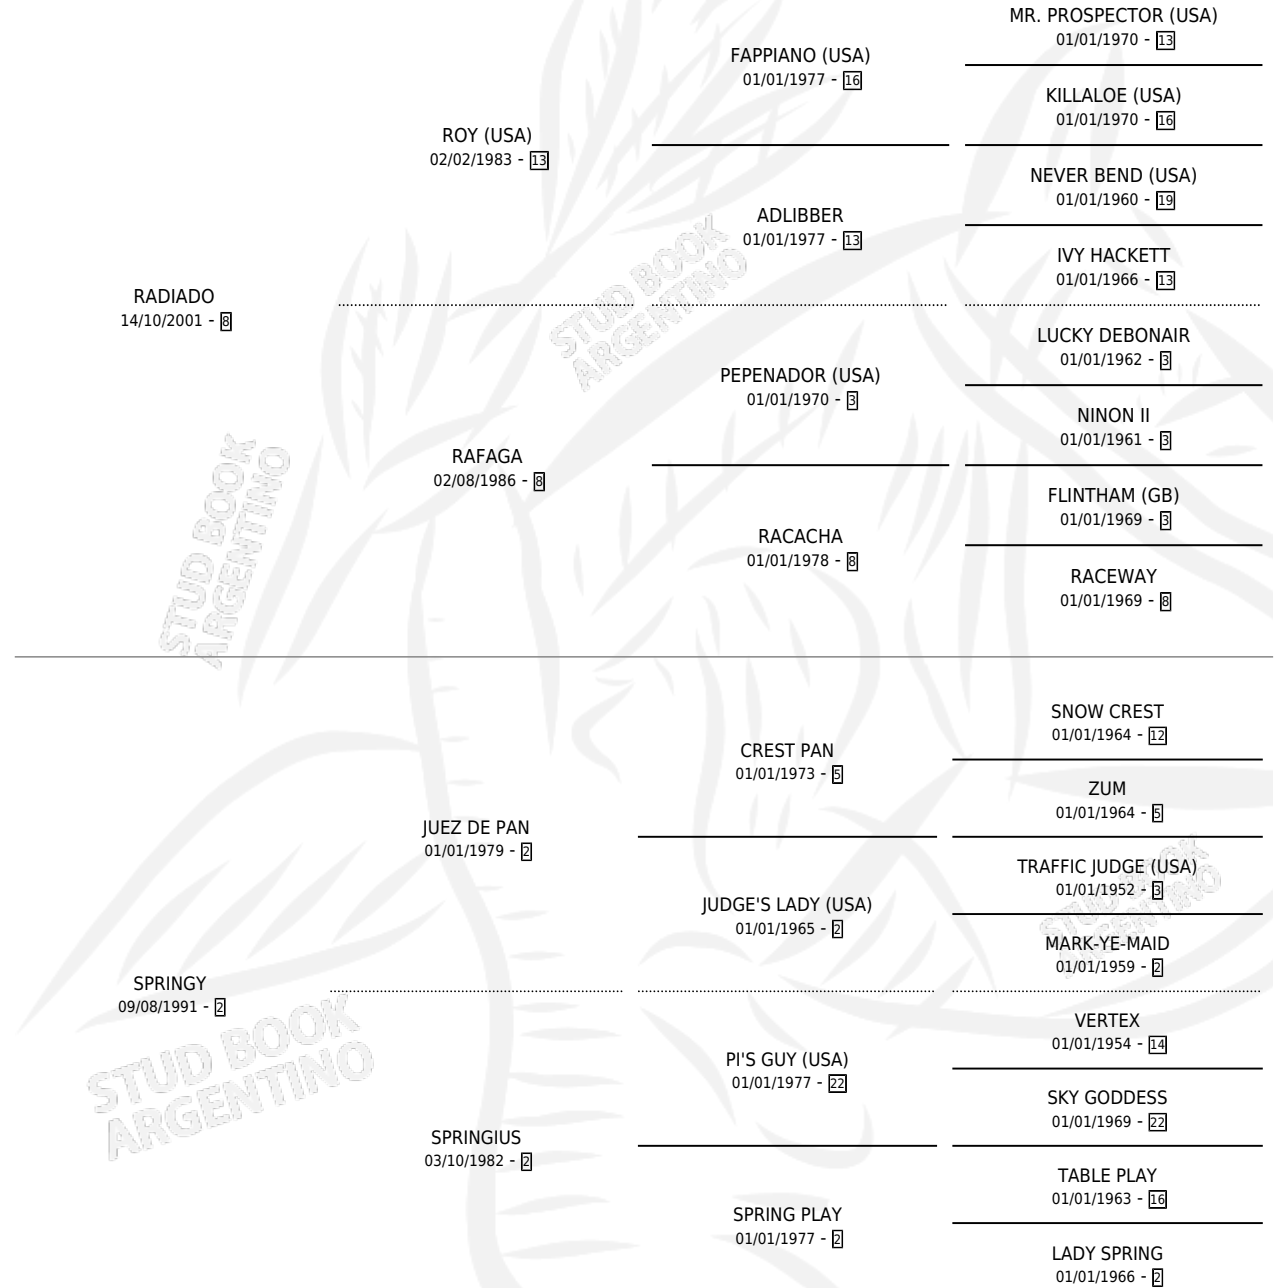 MR. PROSPECTOR (USA)
01/01/1970 - 13
FAPPIANO (USA)
01/01/1977 - 16
KILLALOE (USA)
01/01/1970 - 16
ROY (USA)
02/02/1983 - 13
NEVER BEND (USA)
01/01/1960 - 19
ADLIBBER
01/01/1977 - 13
IVY HACKETT
01/01/1966 - 13
RADIADO
14/10/2001 - 8
LUCKY DEBONAIR
01/01/1962 - 3
PEPENADOR (USA)
01/01/1970 - 3
NINON II
01/01/1961 - 3
RAFAGA
02/08/1986 - 8
FLINTHAM (GB)
01/01/1969 - 3
RACACHA
01/01/1978 - 8
RACEWAY
01/01/1969 - 8
SNOW CREST
01/01/1964 - 12
CREST PAN
01/01/1973 - 5
ZUM
01/01/1964 - 5
JUEZ DE PAN
01/01/1979 - 2
TRAFFIC JUDGE (USA)
01/01/1952 - 3
JUDGE'S LADY (USA)
01/01/1965 - 2
MARK-YE-MAID
01/01/1959 - 2
SPRINGY
09/08/1991 - 2
VERTEX
01/01/1954 - 14
PI'S GUY (USA)
01/01/1977 - 22
SKY GODDESS
01/01/1969 - 22
SPRINGIUS
03/10/1982 - 2
TABLE PLAY
01/01/1963 - 16
SPRING PLAY
01/01/1977 - 2
LADY SPRING
01/01/1966 - 2
STUD BOOK
ARGENTINO
STUD BOOK
ARGENTINO
STUD BOOK
ARGENTINO
STUD BOOK
ARGENTINO